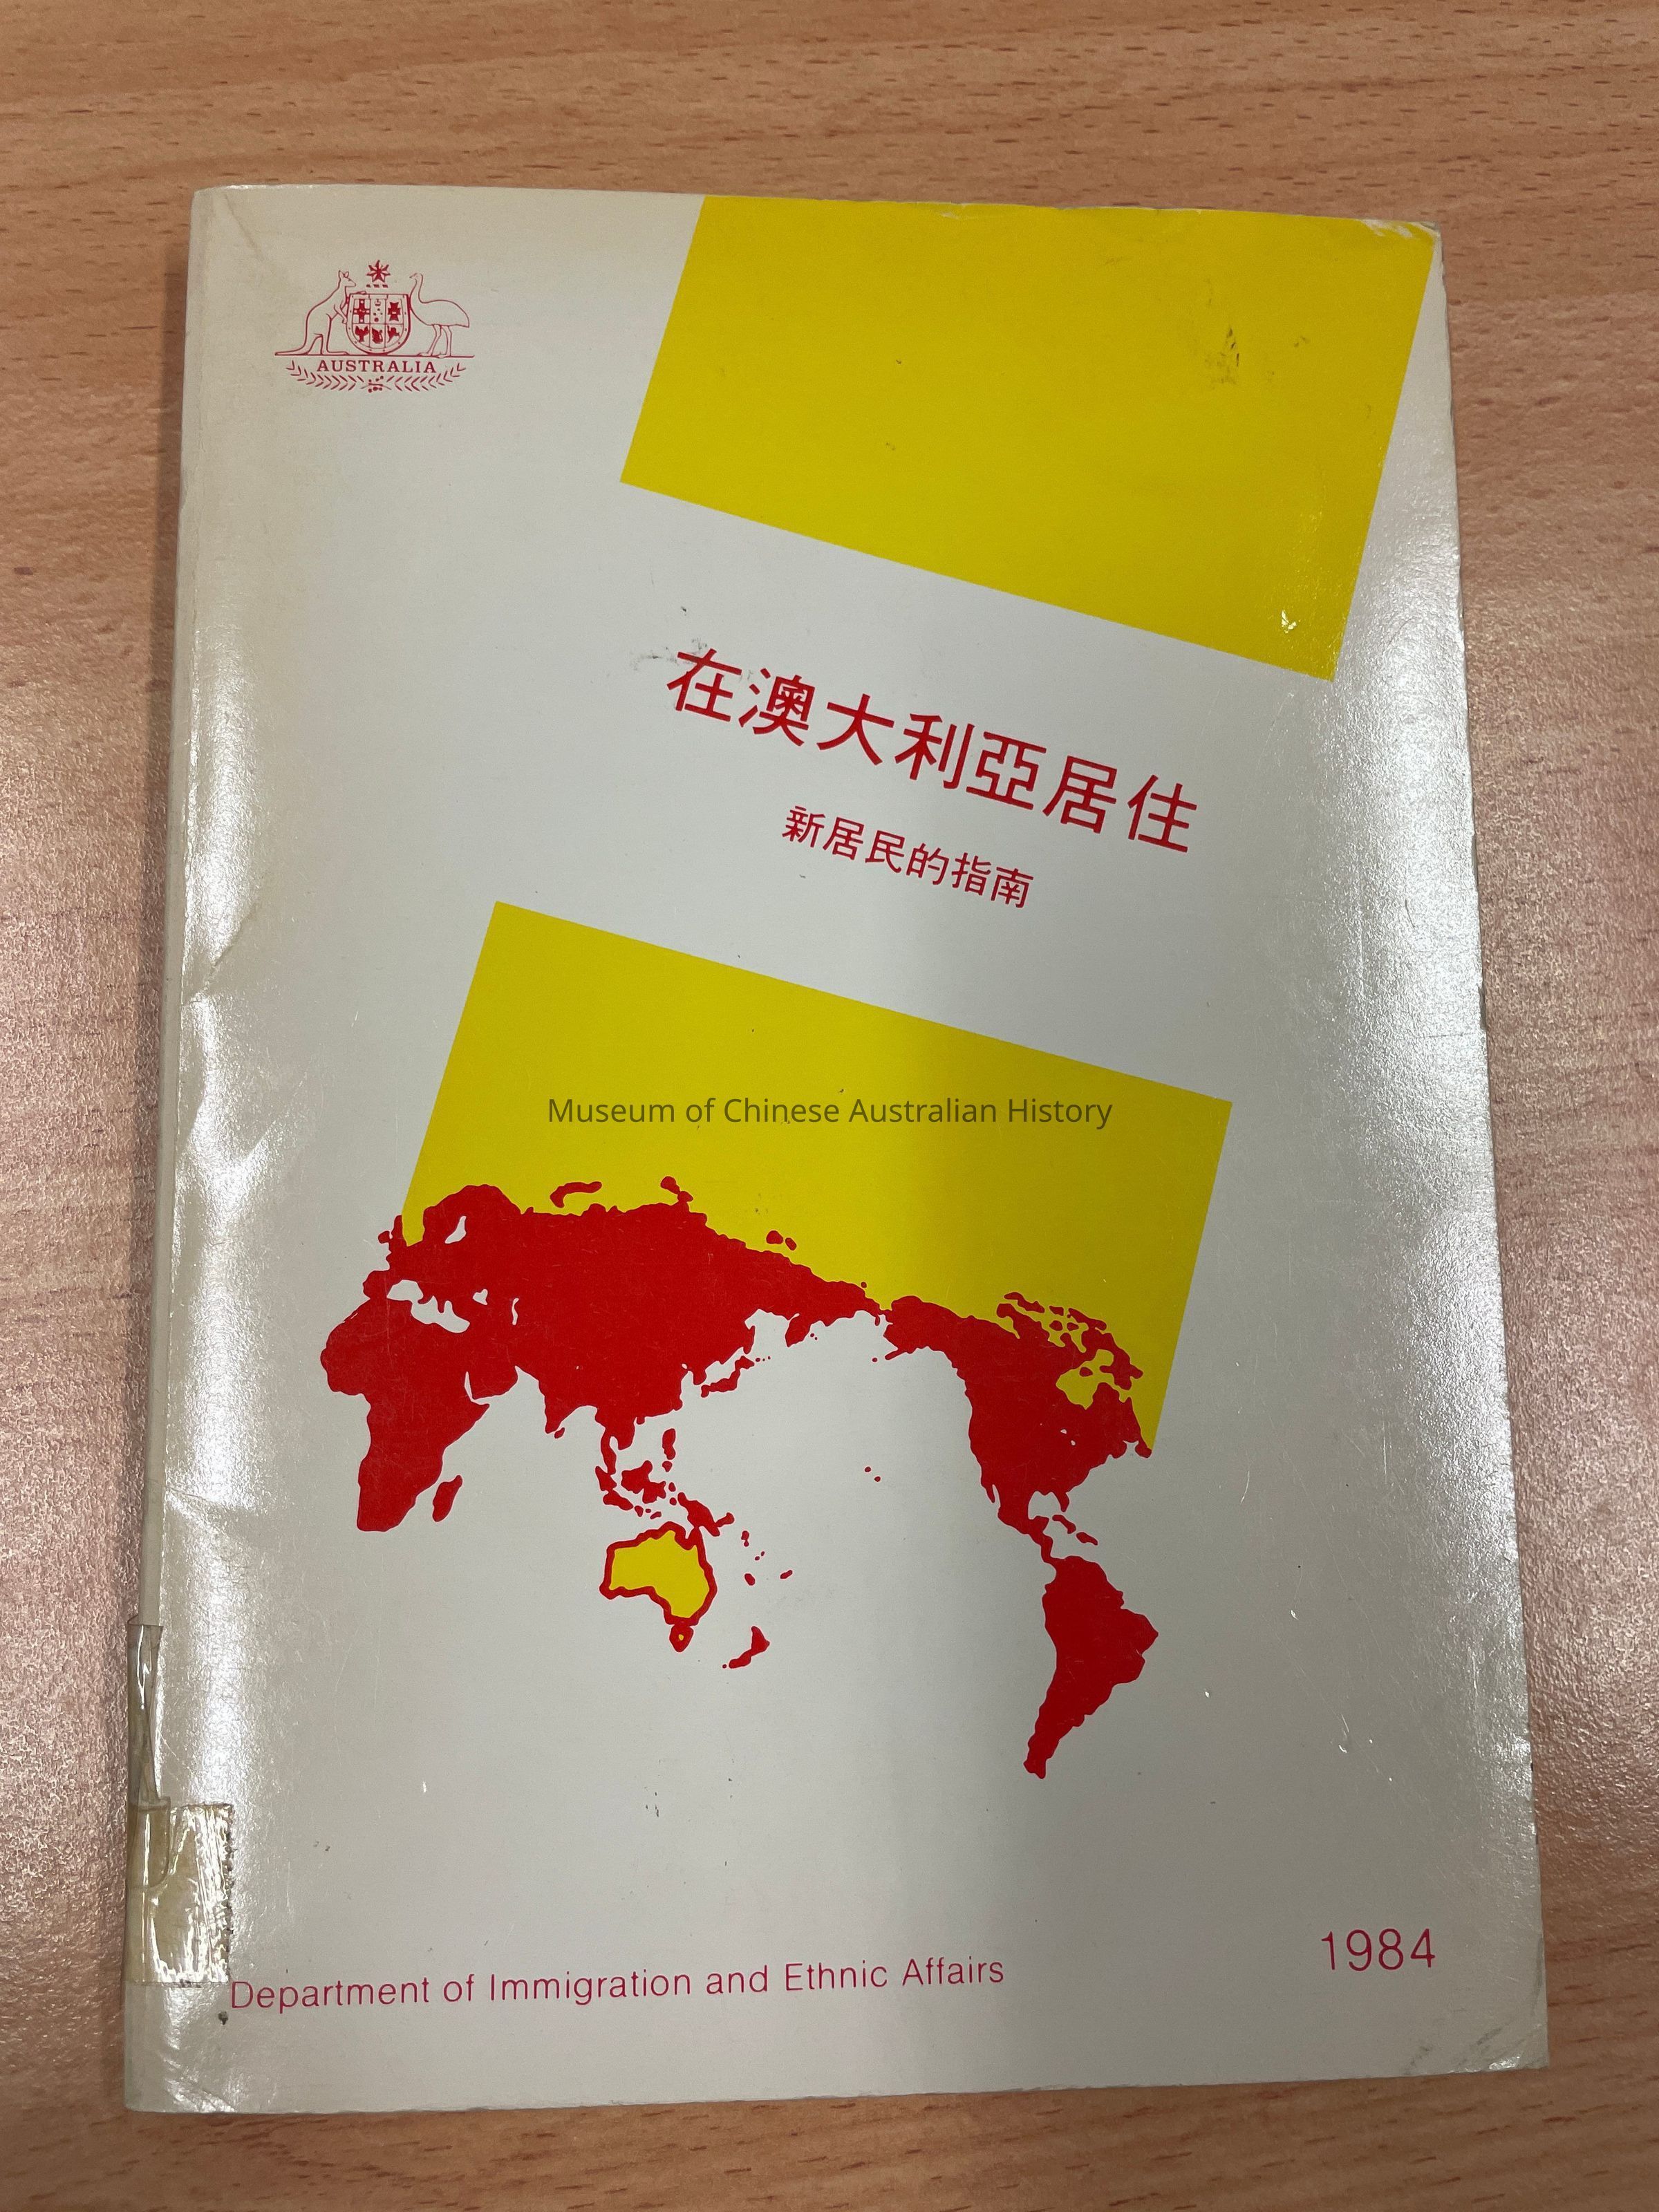 AUSTRALIA
在澳大利亞居住
新居民的指南
Museum of Chinese Australian History
Department of Immigration and Ethnic Affairs
1984